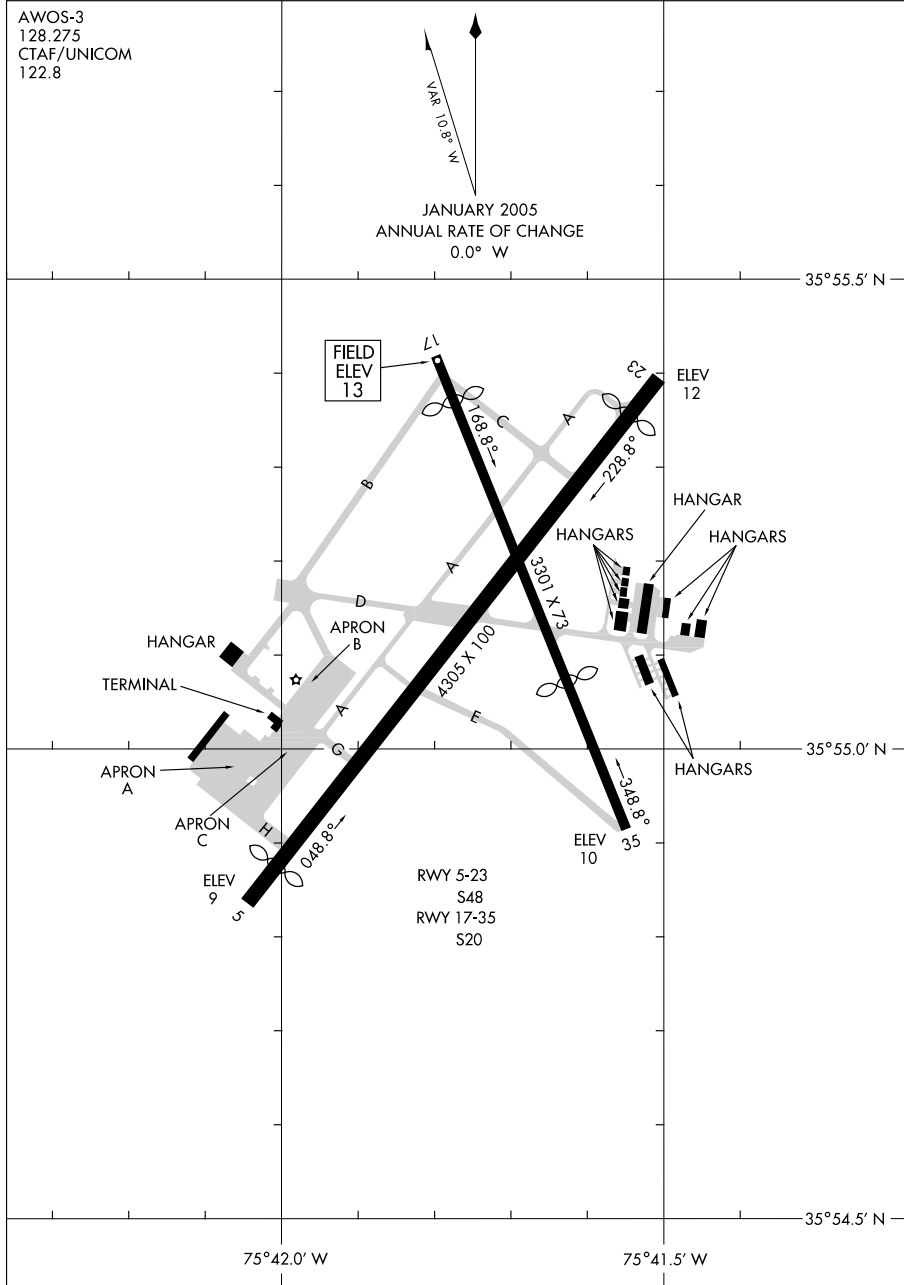 AWOS-3
128.275
CTAF/UNICOM
122.8
VAR 10.8° W
JANUARY 2005
ANNUAL RATE OF CHANGE
0.0° W
35°55.5' N
17
FIELD
ELEV
13
23
ELEV
12
168.8°
C
A
228.8°
B
HANGAR
HANGARS
HANGARS
A
3301 X 73
D
APRON
B
HANGAR
4305 X 100
TERMINAL
A
E
G
35°55.0' N
APRON
A
HANGARS
APRON
C
H
048.8°
348.8°
ELEV
10
35
ELEV
9
5
RWY 5-23
S48
RWY 17-35
S20
35°54.5' N
75°42.0' W
75°41.5' W